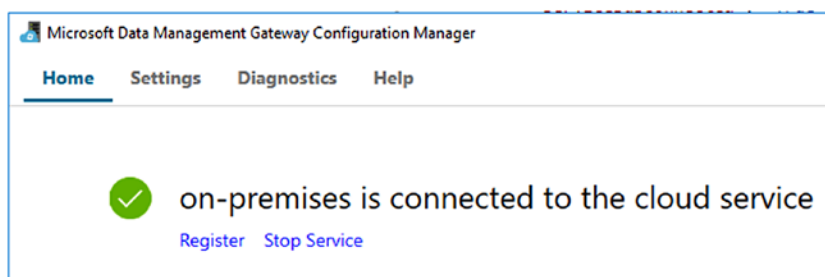 Microsoft Data Management Gateway Configuration Manager
Home Settings Diagnostics Help
on-premises is connected to the cloud service
Register Stop Service